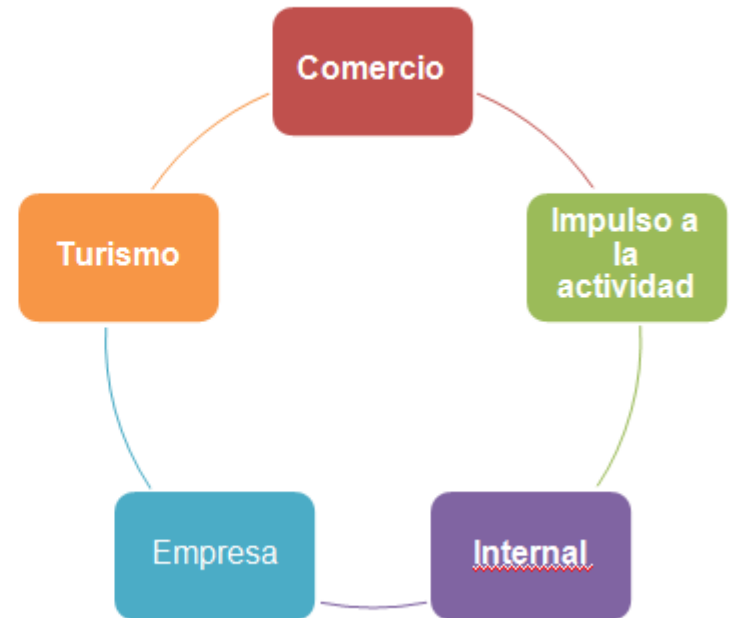 Comercio
Impulso a
la
actividad
Internal
Empresa
Turismo